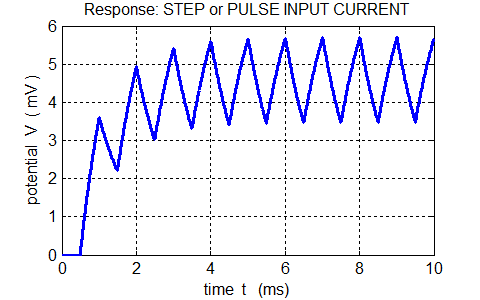 Response: STEP or PULSE INPUT CURRENT
6
5
4
3
2
1
0
potential V ( mV )
0 2 4 6 8 10
time t (ms)